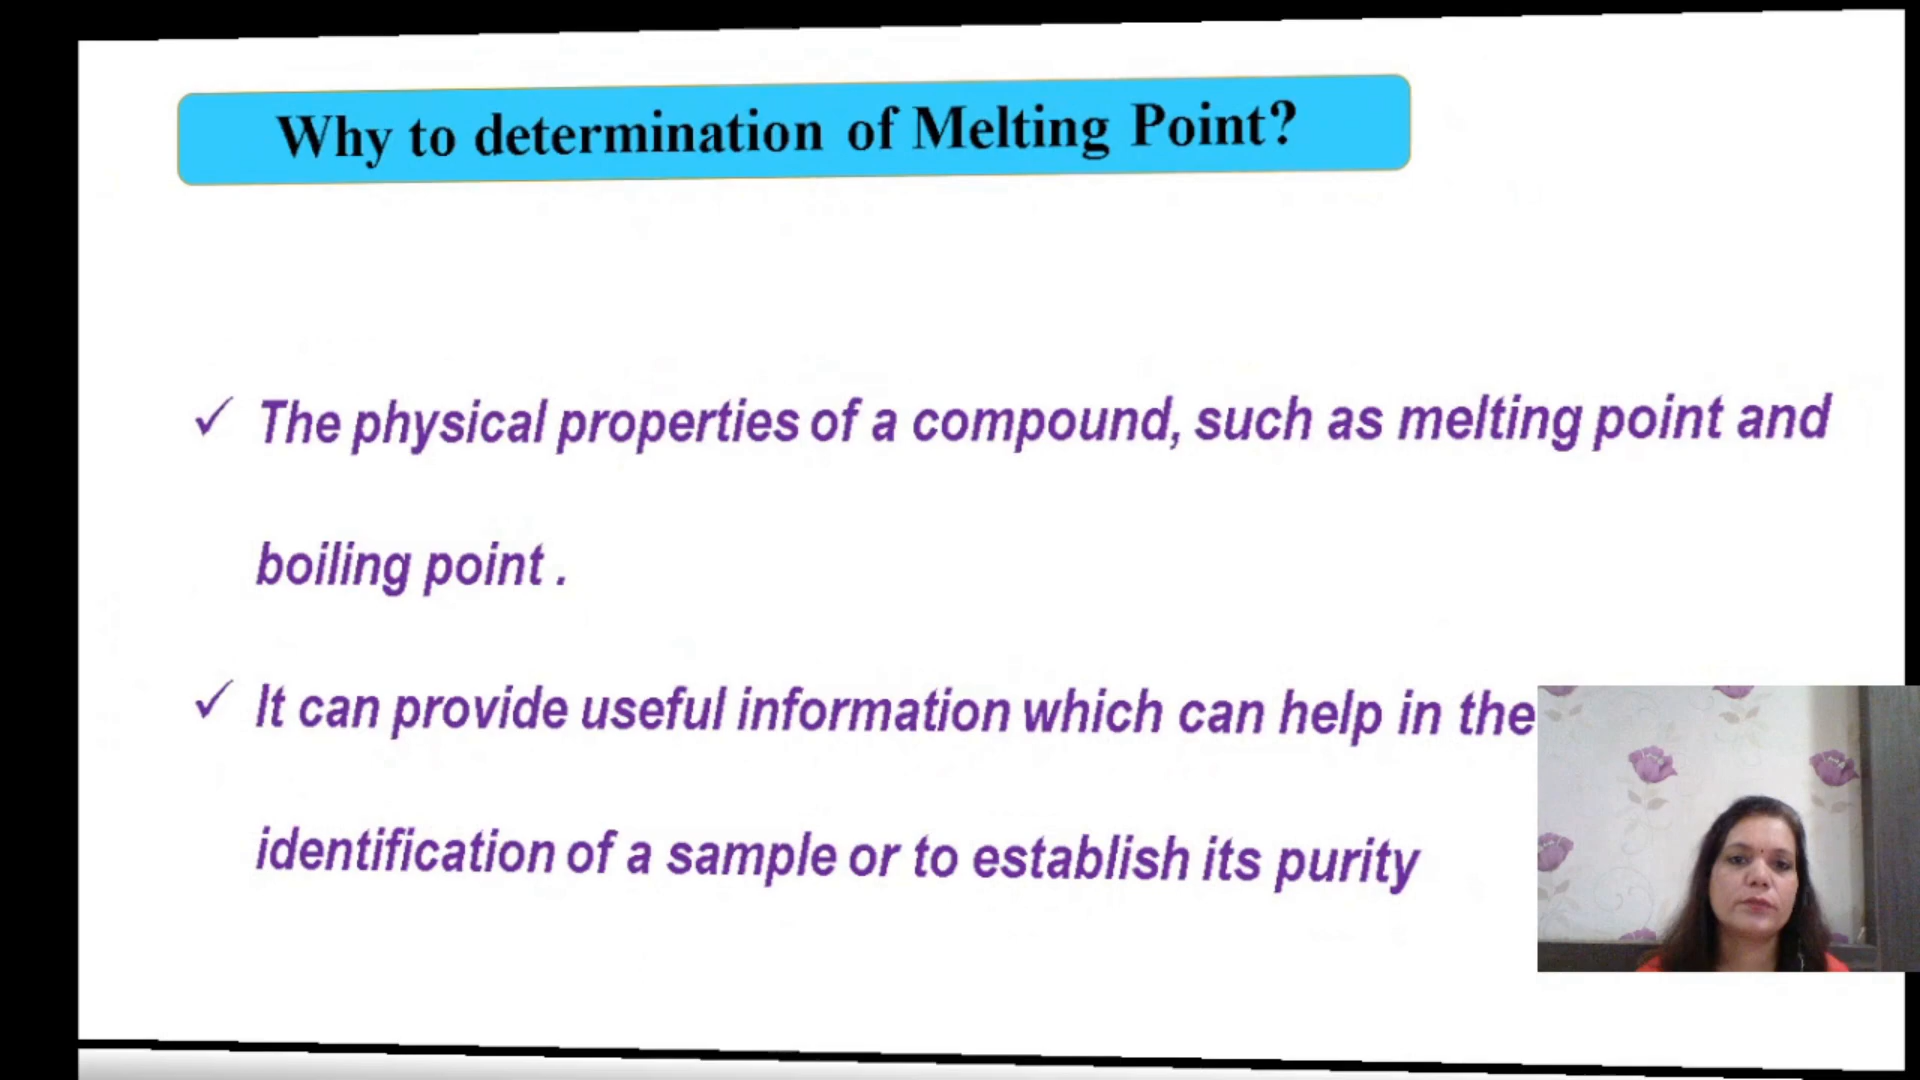 Why to determination of Melting Point?
✓ The physical properties of a compound, such as melting point and
boiling point .
✓ It can provide useful information which can help in the
identification of a sample or to establish its purity